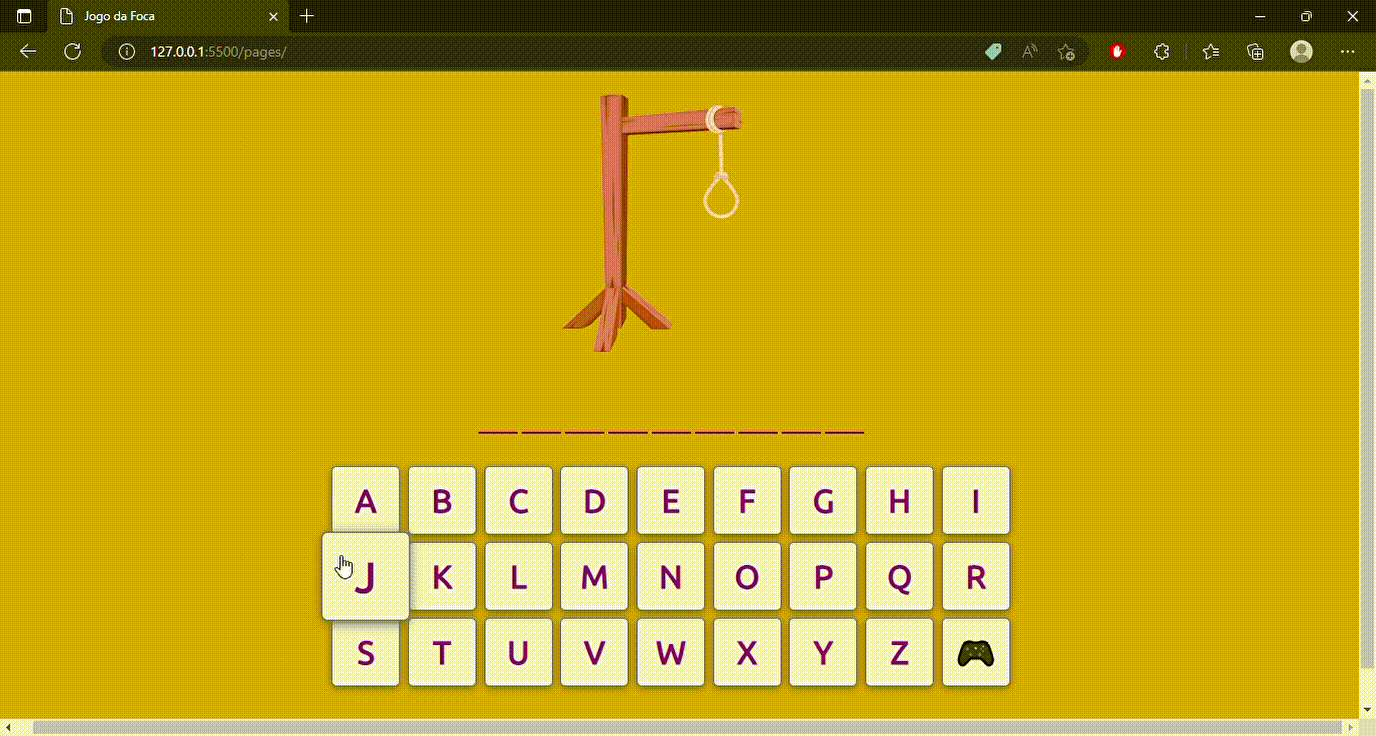 Jogo da Foca
127.0.0.1:5500/pages/
A B C D E F G H I
J K L M N O P Q R
S T U V W X Y Z